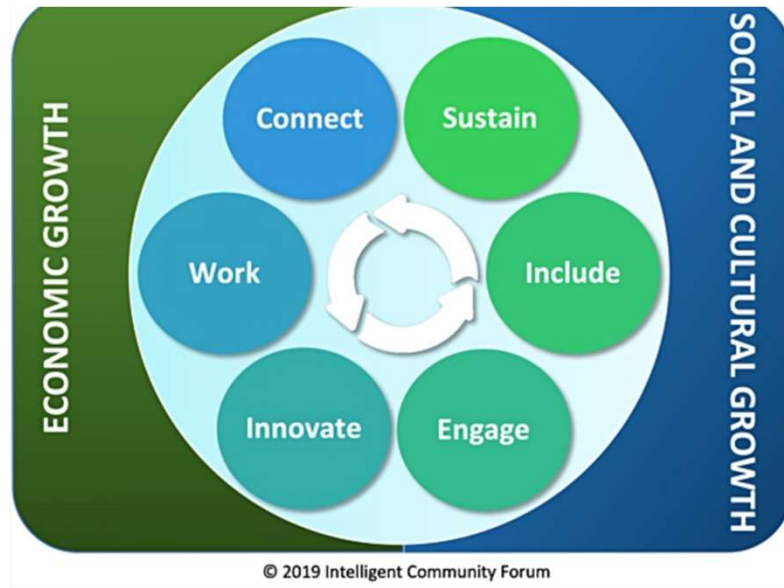 ECONOMIC GROWTH
Connect
Sustain
Work
Include
Innovate
Engage
SOCIAL AND CULTURAL GROWTH
© 2019 Intelligent Community Forum